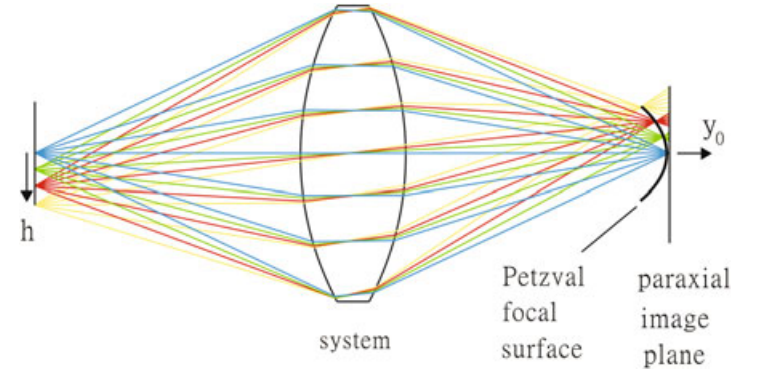 y₀
h
Petzval
focal
surface
paraxial
image
plane
system